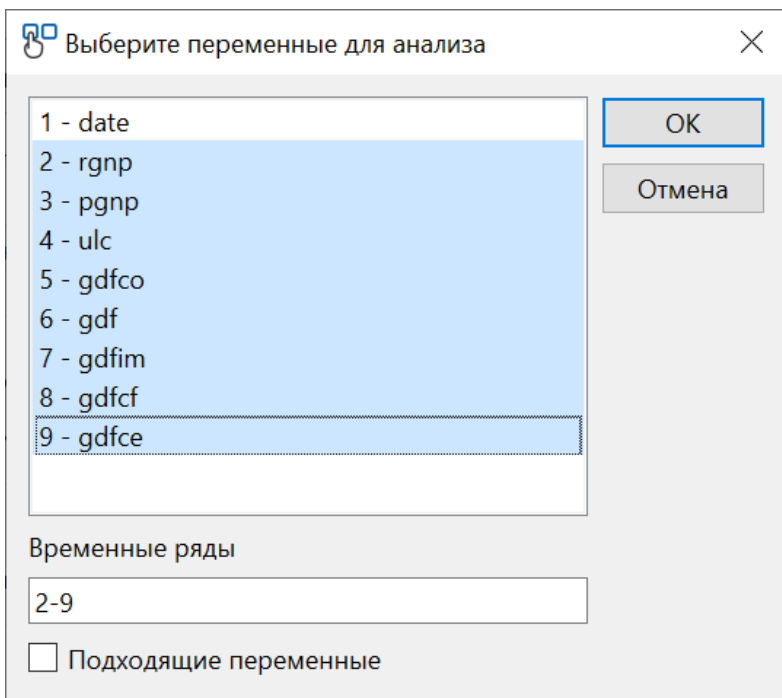 Выберите переменные для анализа
1 - date
2 - rgnp
3 - pgnp
4 - ulc
5 - gdfco
6 - gdf
7 - gdfim
8 - gdfcf
9 - gdfce
OK
Отмена
Временные ряды
2-9
Подходящие переменные